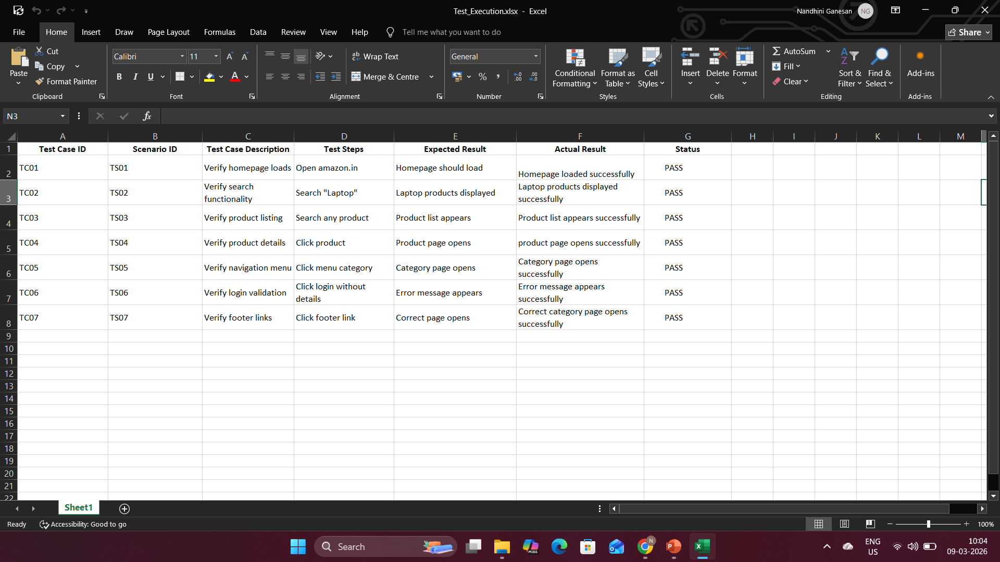 Test_Execution.xlsx - Excel
Nandhini Ganesan NG
File Home Insert Draw Page Layout Formulas Data Review View Help Tell me what you want to do Share
Paste
Cut
Copy
Format Painter
Clipboard
Calibri 11 A A
B I U A
Font
ab c Wrap Text
Merge & Centre
Alignment
General
% , .00
Number
Conditional Formatting
Format as Table
Cell Styles
Styles
Insert Delete Format
Cells
AutoSum
Fill
Clear
Sort & Filter
Find & Select
Editing
Add-ins
Add-ins
N3 fx
A B C D E F G H I J K L M
1 Test Case ID Scenario ID Test Case Description Test Steps Expected Result Actual Result Status
2 TC01 TS01 Verify homepage loads Open amazon.in Homepage should load Homepage loaded successfully PASS
3 TC02 TS02 Verify search functionality Search "Laptop" Laptop products displayed Laptop products displayed successfully PASS
4 TC03 TS03 Verify product listing Search any product Product list appears Product list appears successfully PASS
5 TC04 TS04 Verify product details Click product Product page opens product page opens successfully PASS
6 TC05 TS05 Verify navigation menu Click menu category Category page opens Category page opens successfully PASS
7 TC06 TS06 Verify login validation Click login without details Error message appears Error message appears successfully PASS
8 TC07 TS07 Verify footer links Click footer link Correct page opens Correct category page opens successfully PASS
9
10
11
12
13
14
15
16
17
18
19
20
21
22
Sheet1
Ready Accessibility: Good to go 100%
Search
M365
ENG
US
10:04
09-03-2026